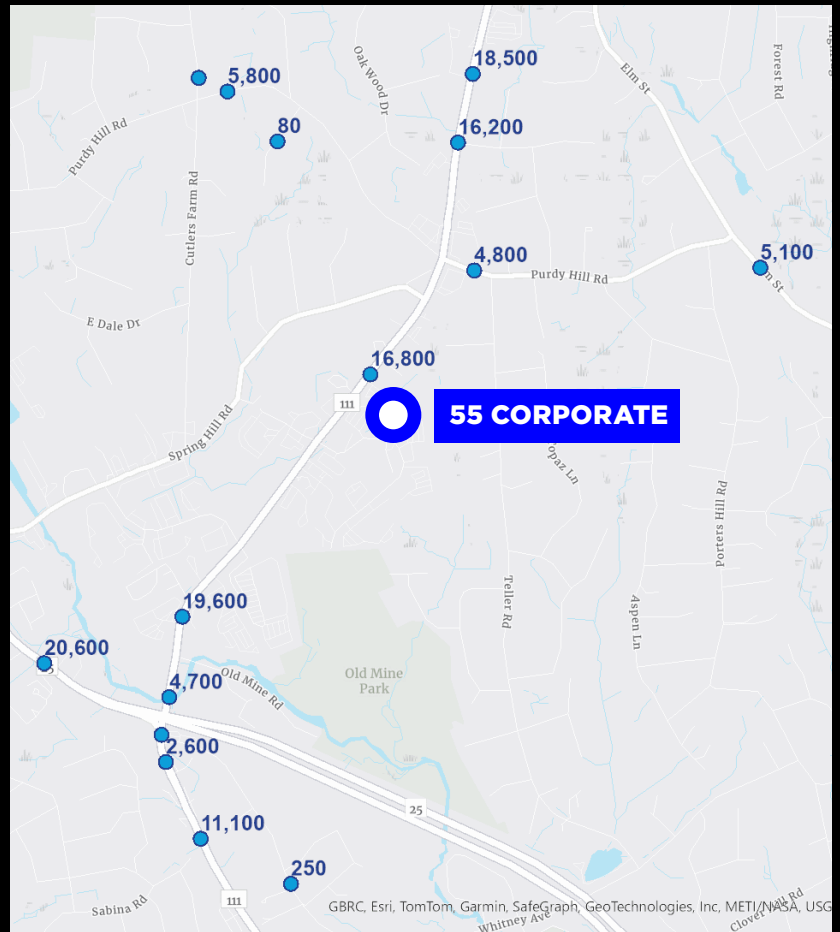 18,500
5,800
Oak Wood Dr
Elm St
Forest Rd
80
16,200
Purdy Hill Rd
Cutlers Farm Rd
4,800
5,100
Purdy Hill Rd
E Dale Dr
16,800
111
55 CORPORATE
Spring Hill Rd
Porters Hill Rd
Teller Rd
Aspen Ln
19,600
20,600
4,700
Old Mine Rd
Old Mine
Park
2,600
25
11,100
250
111
Sabina Rd
GBRC, Esri, TomTom, Garmin, SafeGraph, GeoTechnologies, Inc, METI/NASA, USG
Whitney Ave